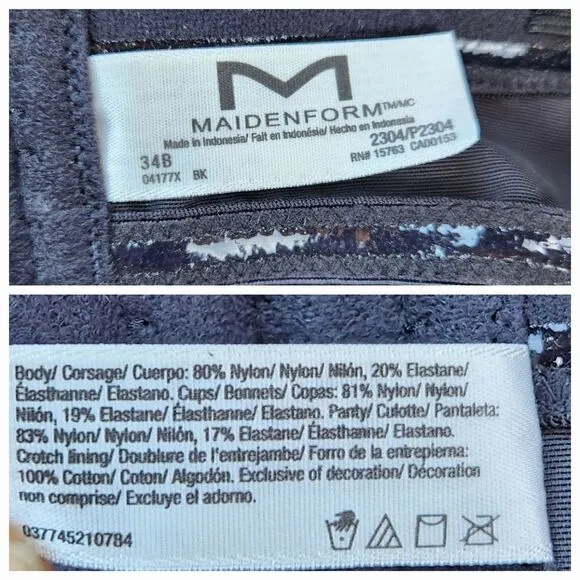 M
MAIDENFORM™/MC
Made in Indonesia/ Fait en Indonésie/ Hecho en Indonesia
34B
2304/P2304
04177X BK
RN# 15763 CA00153
Body/ Corsage/ Cuerpo: 80% Nylon/ Nylon/ Nilón, 20% Elastane/
Élasthanne/ Elastano. Cups/ Bonnets/ Copas: 81% Nylon/ Nylon/
Nilón, 19% Elastane/ Élasthanne/ Elastano. Panty/ Culotte/ Pantaleta:
83% Nylon/ Nylon/ Nilón, 17% Elastane/ Élasthanne/ Elastano.
Crotch lining/ Doublure de l'entrejambe/ Forro de la entrepierna:
100% Cotton/ Coton/ Algodón. Exclusive of decoration/ Décoration
non comprise/ Excluye el adorno.
037745210784